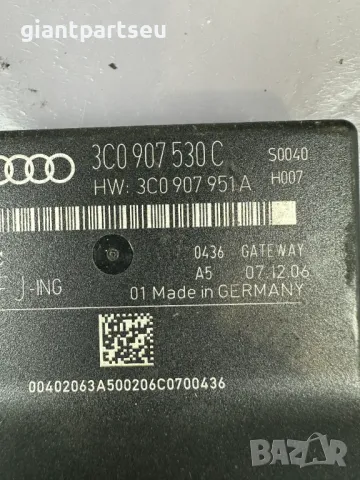 giantpartseu
3C0 907 530 C
S0040
HW: 3C0 907 951 A
H007
0436 GATEWAY
A5 07.12.06
J-ING
01 Made in GERMANY
00402063A500206C0700436
BAZAR